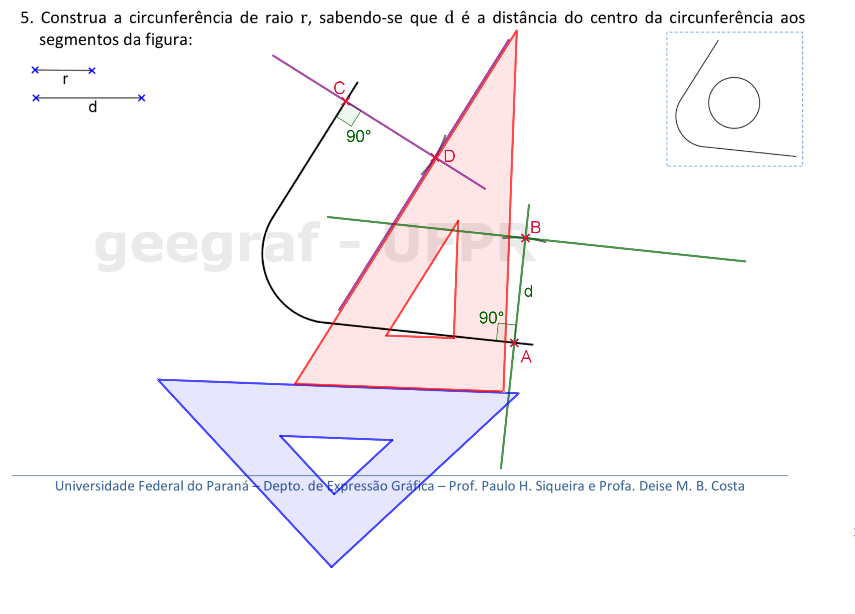 5. Construa a circunferência de raio r, sabendo-se que d é a distância do centro da circunferência aos
segmentos da figura:
r
d
C
90°
D
B
geegraf - UFPR
d
90°
A
Universidade Federal do Paraná – Depto. de Expressão Gráfica – Prof. Paulo H. Siqueira e Profa. Deise M. B. Costa